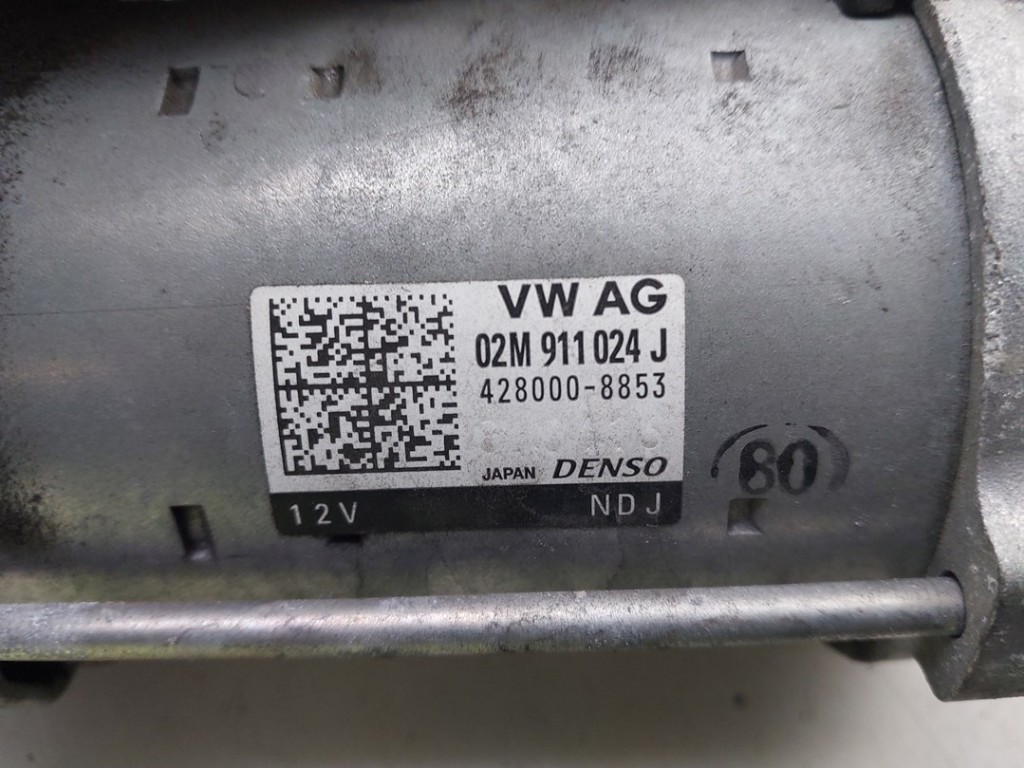 VW AG
02M 911 024 J
428000-8853
JAPAN DENSO
12V NDJ
80